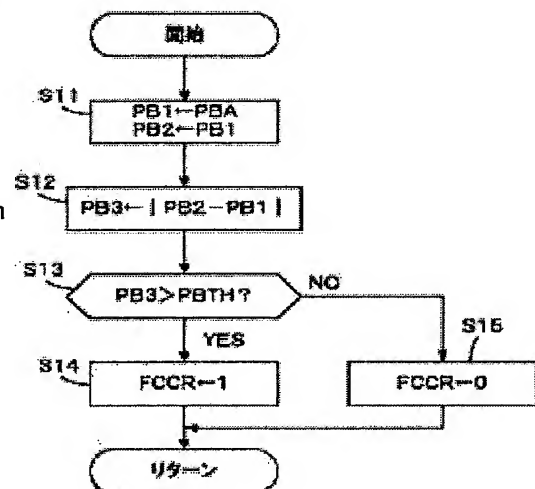 開始
S11
PB1←PBA
PB2←PB1
S12
PB3←|PB2−PB1|
S13
PB3>PBTH?
NO
YES
S14
FCCR←1
S15
FCCR←0
リターン